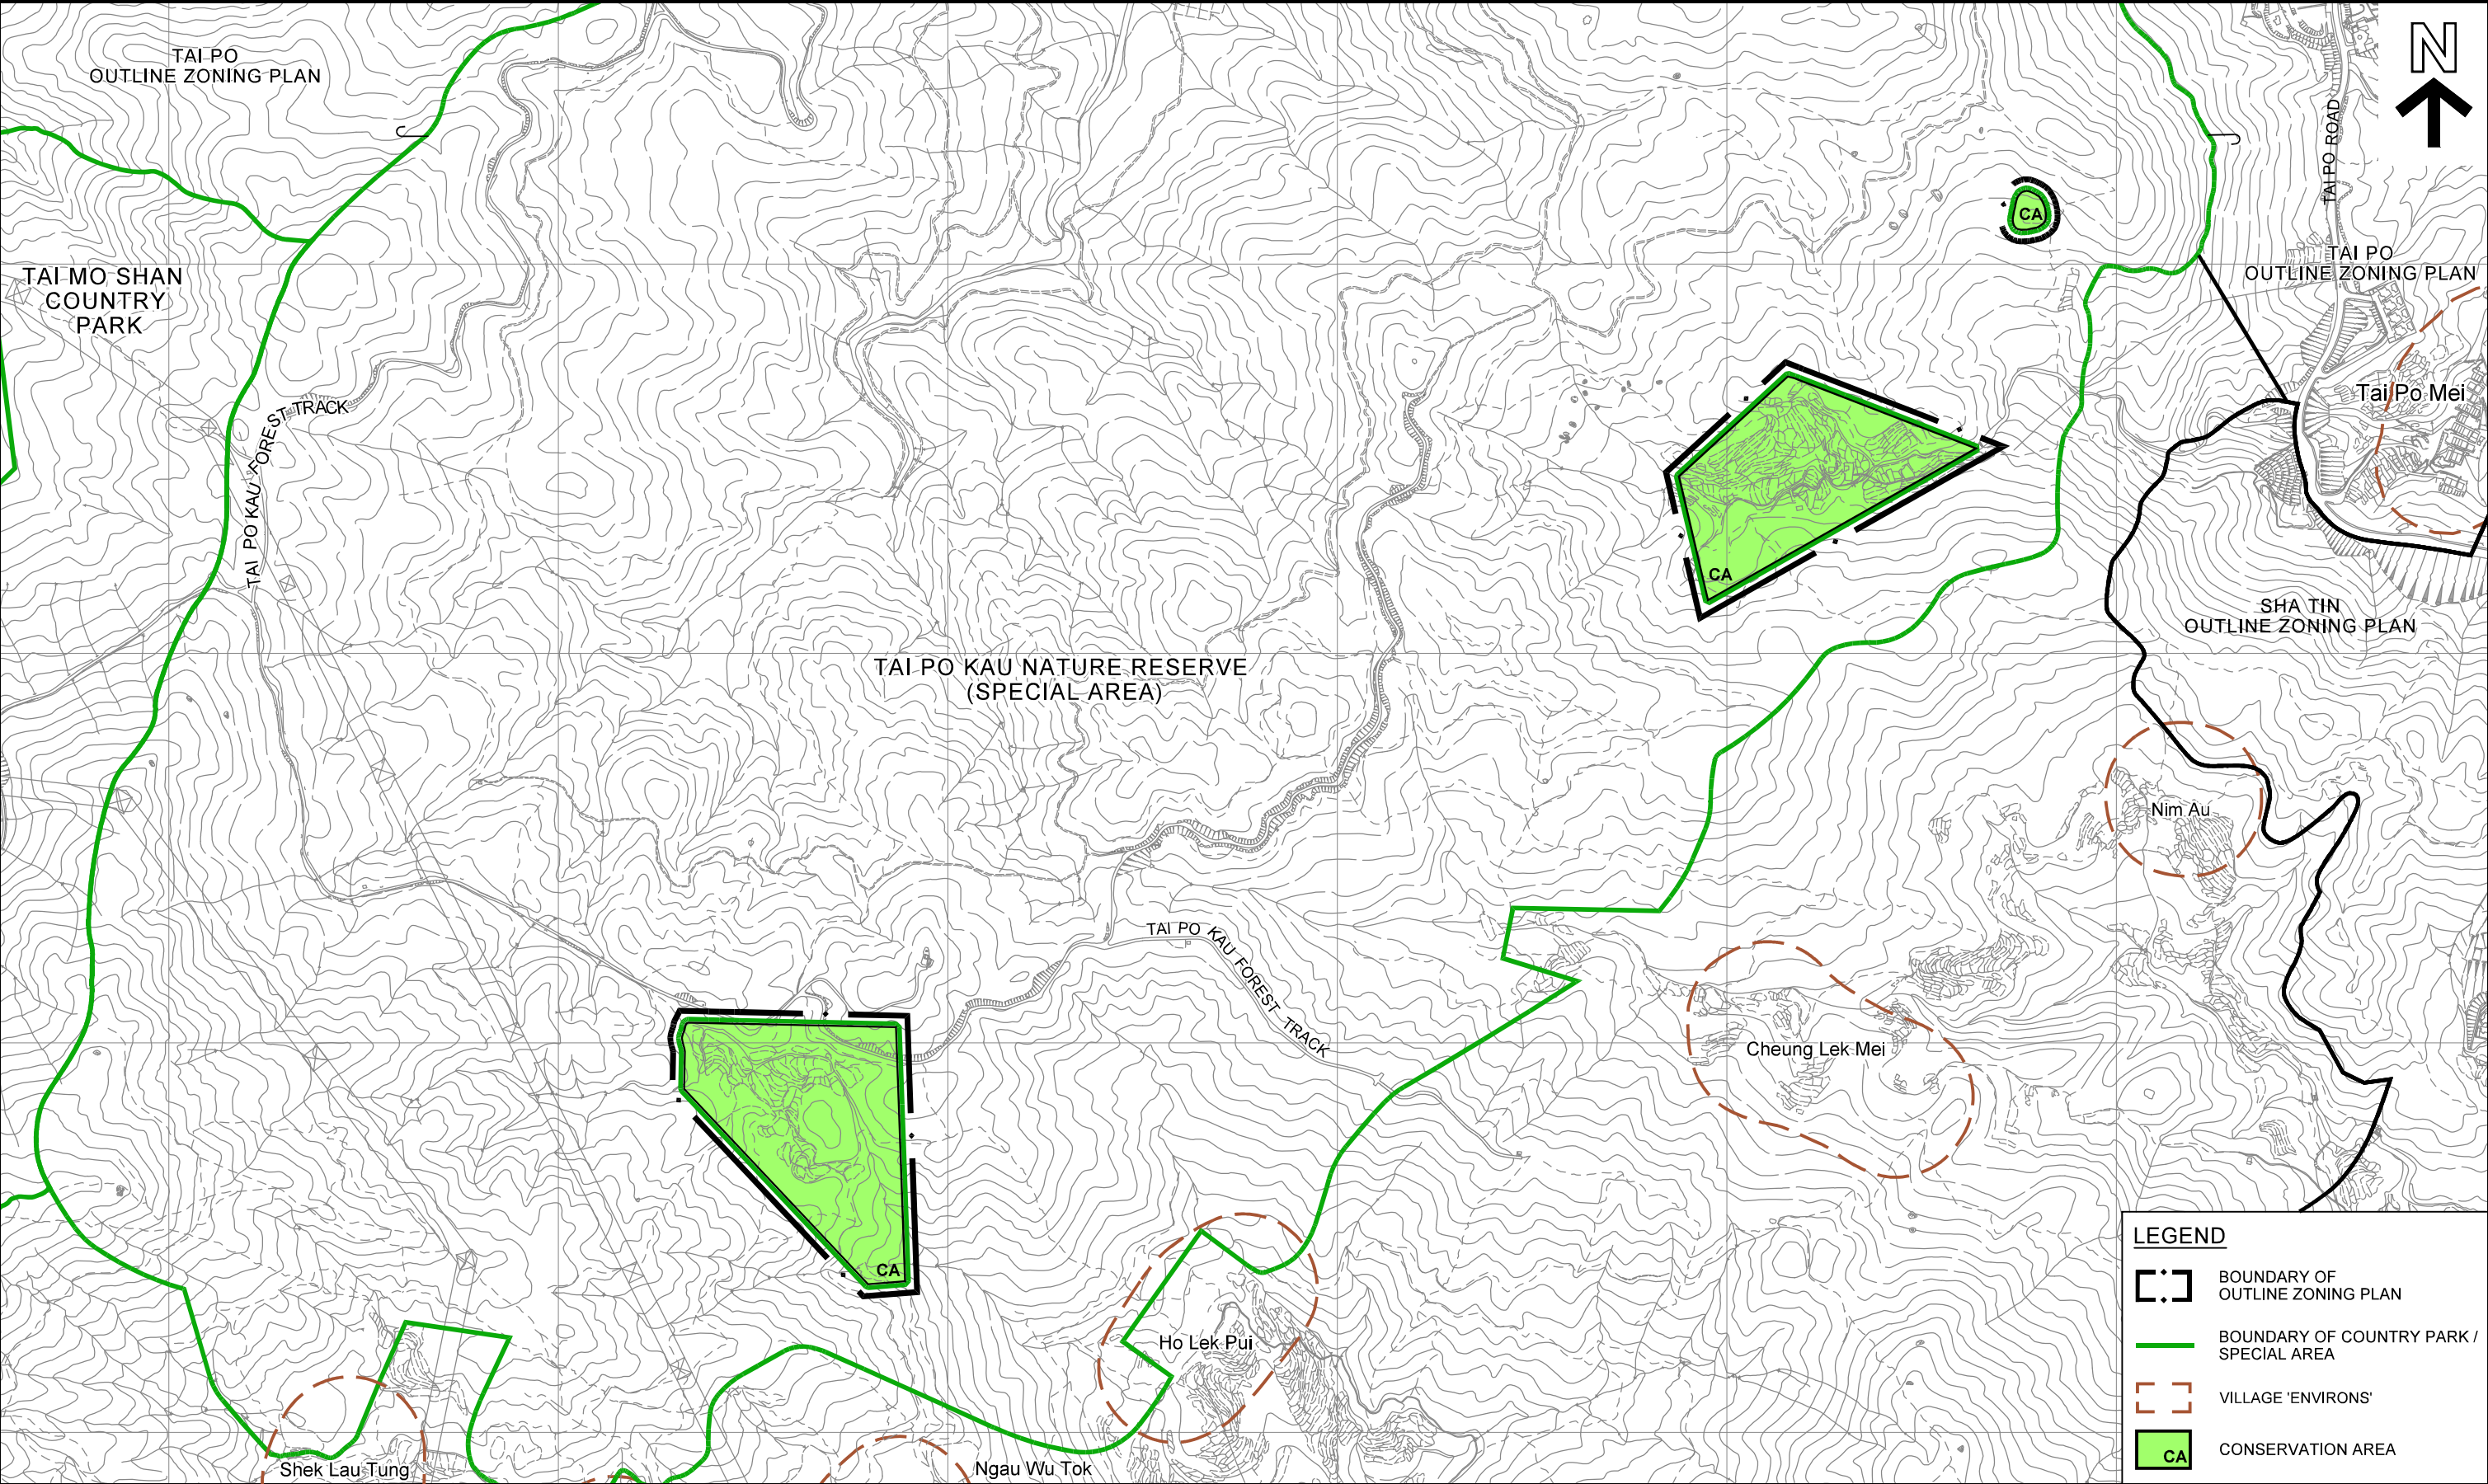 TAI PO
OUTLINE ZONING PLAN
N
TAI PO ROAD
CA
TAI PO
OUTLINE ZONING PLAN
TAI MO SHAN
COUNTRY
PARK
Tai Po Mei
TAI PO KAU FOREST TRACK
CA
SHA TIN
OUTLINE ZONING PLAN
TAI PO KAU NATURE RESERVE
(SPECIAL AREA)
Nim Au
TAI PO KAU FOREST TRACK
Cheung Lek Mei
CA
Ho Lek Pui
Shek Lau Tung
Ngau Wu Tok
LEGEND
BOUNDARY OF
OUTLINE ZONING PLAN
BOUNDARY OF COUNTRY PARK /
SPECIAL AREA
VILLAGE 'ENVIRONS'
CA
CONSERVATION AREA